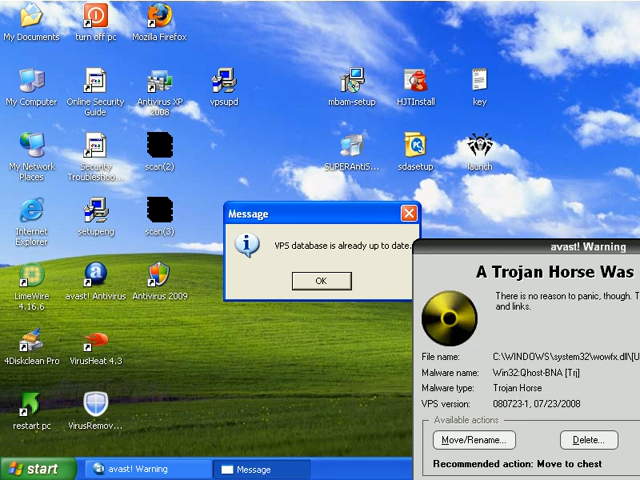 My Documents
turn off pc
Mozilla Firefox
My Computer
Online Security
Guide
Antivirus XP
2008
vpsupd
mbam-setup
HJTInstall
key
My Network
Places
Security
Troubleshoo...
scan(2)
SUPERAntiS...
sdasetup
launch
Internet
Explorer
setupeng
scan(3)
Message
VPS database is already up to date.
OK
LimeWire
4.16.6
avast! Antivirus
Antivirus 2009
4Diskclean Pro
VirusHeat 4.3
restart pc
VirusRemov...
avast! Warning
A Trojan Horse Was
There is no reason to panic, though. T
and links.
File name:
C:\WINDOWS\system32\wowfx.dll\[U
Malware name:
Win32:Qhost-BNA [Trj]
Malware type:
Trojan Horse
VPS version:
080723-1, 07/23/2008
Available actions
Move/Rename...
Delete...
Recommended action: Move to chest
start
avast! Warning
Message